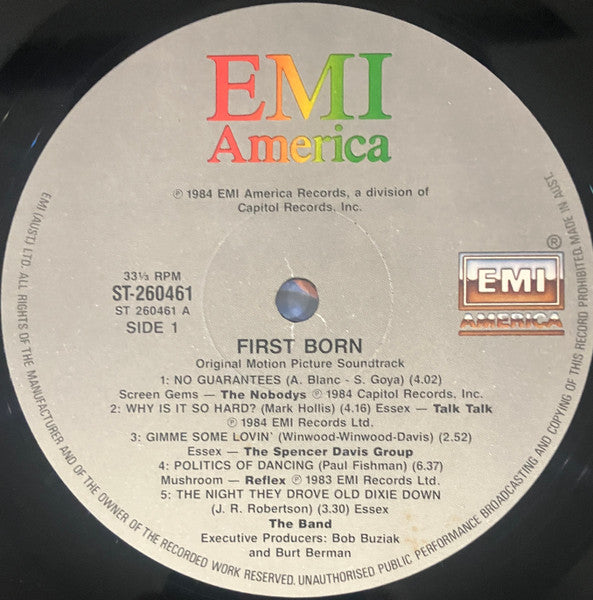 EMI
America
℗ 1984 EMI America Records, a division of
Capitol Records. Inc.
33⅓ RPM
ST-260461
ST 260461 A
SIDE 1
®
EMI
AMERICA
FIRST BORN
Original Motion Picture Soundtrack
1: NO GUARANTEES (A. Blanc - S. Goya) (4.02)
Screen Gems — The Nobodys ℗ 1984 Capitol Records. Inc.
2: WHY IS IT SO HARD? (Mark Hollis) (4.16) Essex — Talk Talk
℗ 1984 EMI Records Ltd.
3: GIMME SOME LOVIN' (Winwood-Winwood-Davis) (2.52)
Essex — The Spencer Davis Group
4: POLITICS OF DANCING (Paul Fishman) (6.37)
Mushroom — Reflex ℗ 1983 EMI Records Ltd.
5: THE NIGHT THEY DROVE OLD DIXIE DOWN
(J. R. Robertson) (3.30) Essex
The Band
Executive Producers: Bob Buziak
and Burt Berman
EMI (AUST.) LTD. ALL RIGHTS OF THE MANUFACTURER AND OF THE OWNER OF THE RECORDED WORK RESERVED. UNAUTHORISED PUBLIC PERFORMANCE BROADCASTING AND COPYING OF THIS RECORD PROHIBITED. MADE IN AUST.